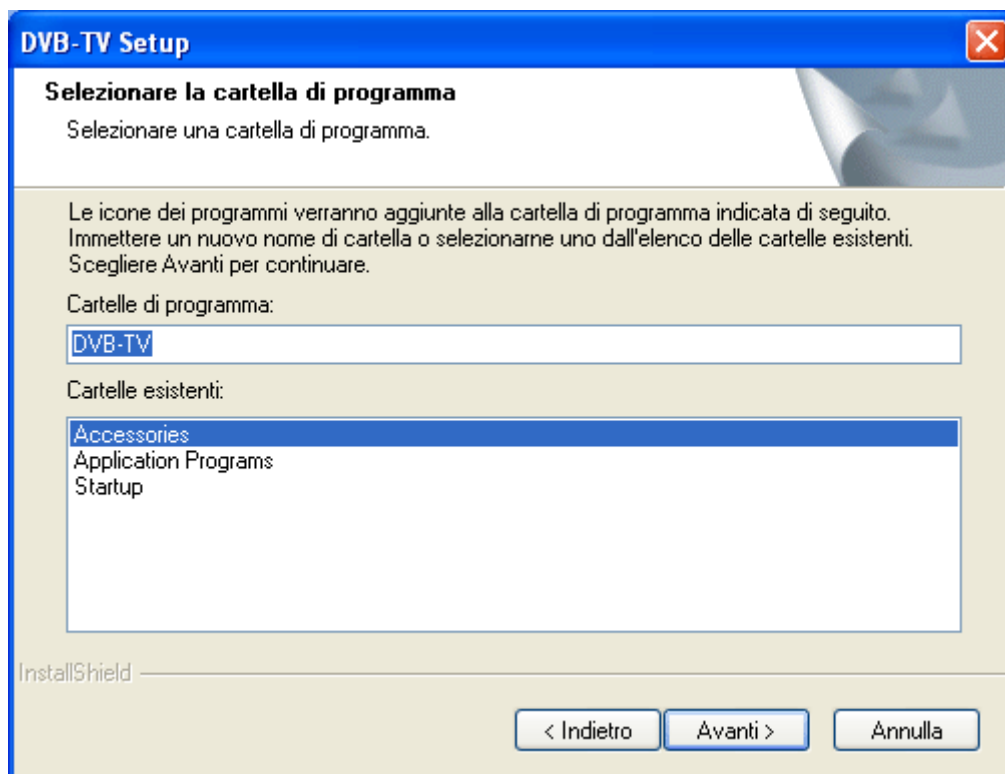 DVB-TV Setup
Selezionare la cartella di programma
Selezionare una cartella di programma.
Le icone dei programmi verranno aggiunte alla cartella di programma indicata di seguito.
Immettere un nuovo nome di cartella o selezionarne uno dall'elenco delle cartelle esistenti.
Scegliere Avanti per continuare.
Cartelle di programma:
DVB-TV
Cartelle esistenti:
Accessories
Application Programs
Startup
InstallShield
< Indietro
Avanti >
Annulla